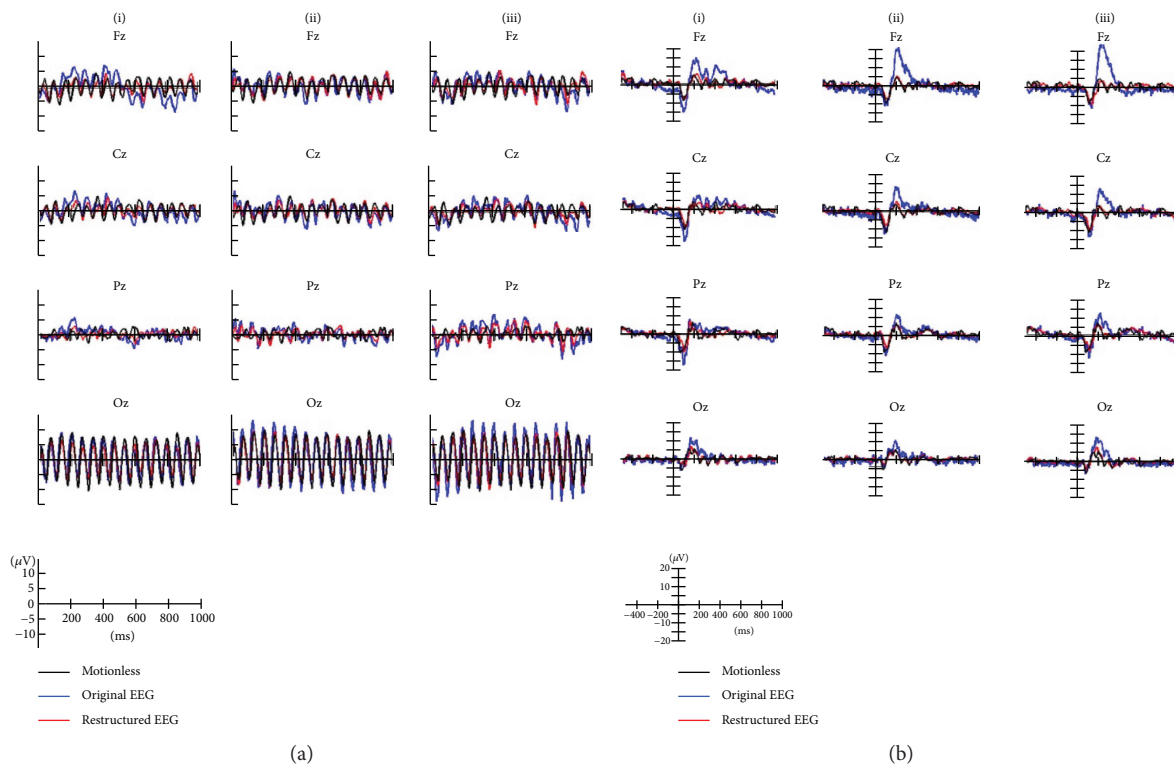 (i) (ii) (iii)
Fz Fz Fz
Cz Cz Cz
Pz Pz Pz
Oz Oz Oz
(μV)
10
5
0
−5
−10
200 400 600 800 1000
(ms)
Motionless
Original EEG
Restructured EEG
(a)
(i) (ii) (iii)
Fz Fz Fz
Cz Cz Cz
Pz Pz Pz
Oz Oz Oz
(μV)
20
10
−400 −200 200 400 600 800 1000
−10
(ms)
−20
Motionless
Original EEG
Restructured EEG
(b)